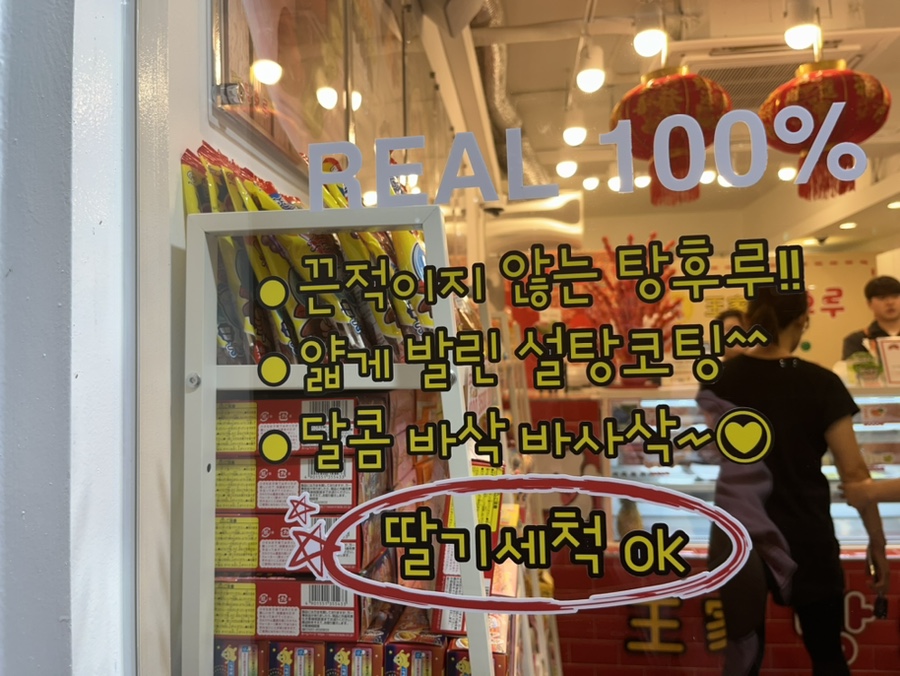 REAL 100%
끈적이지 않는 탕후루!!
얇게 발린 설탕코팅^^
달콤 바삭 바사삭~
딸기세척 OK